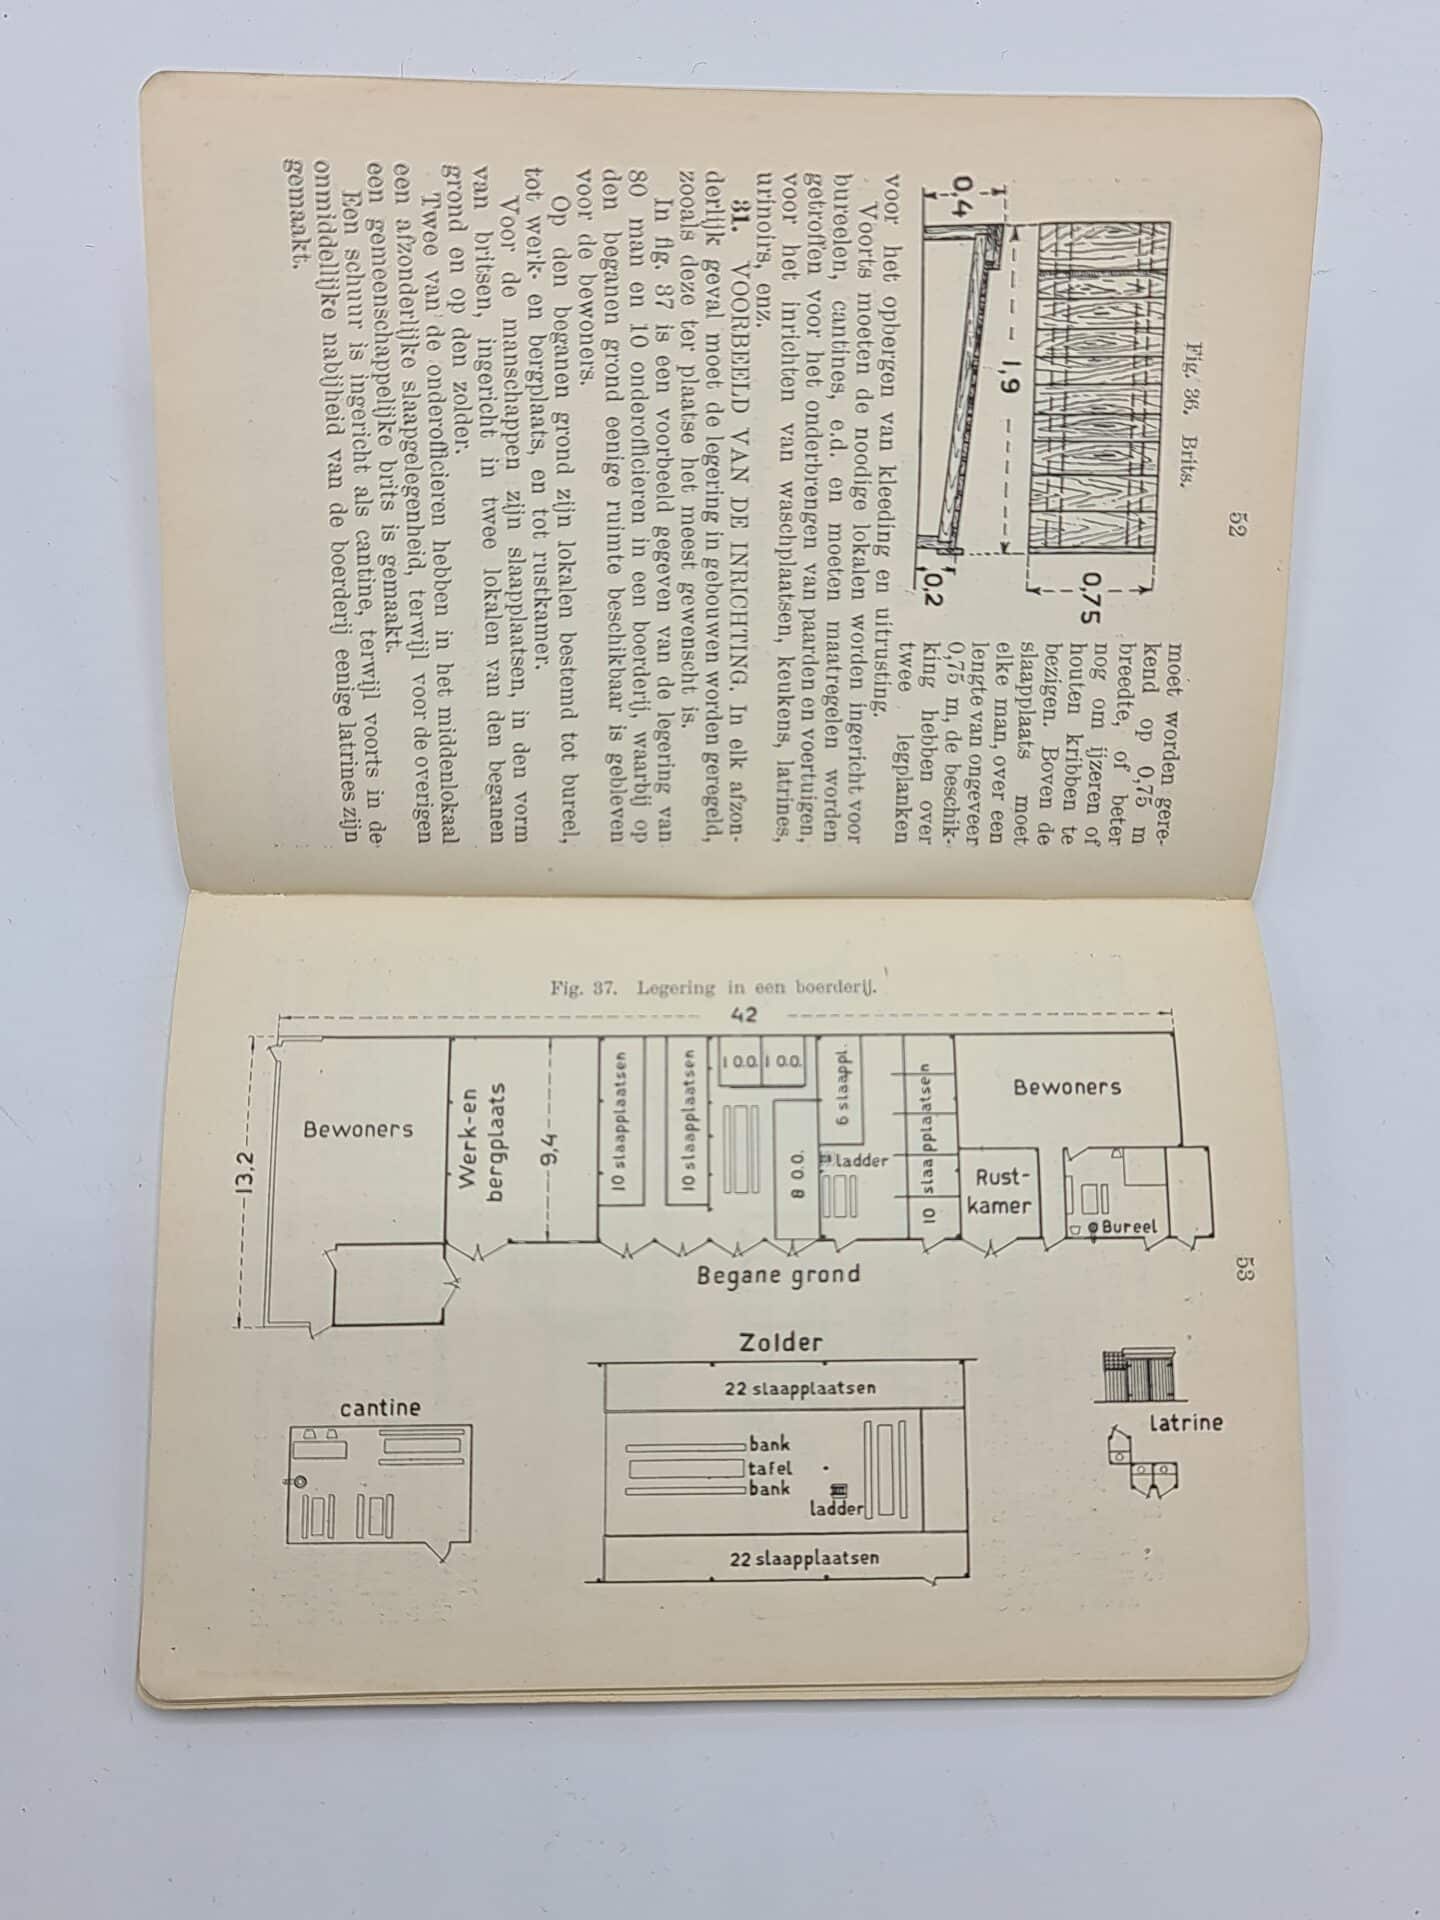 52
Fig. 36. Brits.
0,75
1,9
0,4
0,2
moet worden gere-
kend op 0,75 m
breedte, of beter
nog om ijzeren of
houten kribben te
bezigen. Boven de
slaapplaats moet
elke man, over een
lengte van ongeveer
0,75 m, de beschik-
king hebben over
twee legplanken
voor het opbergen van kleeding en uitrusting.
Voorts moeten de noodige lokalen worden ingericht voor
bureelen, cantines, e.d. en moeten maatregelen worden
getroffen voor het onderbrengen van paarden en voertuigen,
voor het inrichten van waschplaatsen, keukens, latrines,
urinoirs, enz.
31. VOORBEELD VAN DE INRICHTING. In elk afzon-
derlijk geval moet de legering in gebouwen worden geregeld,
zooals deze ter plaatse het meest gewenscht is.
In fig. 37 is een voorbeeld gegeven van de legering van
80 man en 10 onderofficieren in een boerderij, waarbij op
den beganen grond eenige ruimte beschikbaar is gebleven
voor de bewoners.
Op den beganen grond zijn lokalen bestemd tot bureel,
tot werk- en bergplaats, en tot rustkamer.
Voor de manschappen zijn slaapplaatsen, in den vorm
van britsen, ingericht in twee lokalen van den beganen
grond en op den zolder.
Twee van de onderofficieren hebben in het middenlokaal
een afzonderlijke slaapgelegenheid, terwijl voor de overigen
een gemeenschappelijke brits is gemaakt.
Een schuur is ingericht als cantine, terwijl voorts in de
onmiddellijke nabijheid van de boerderij eenige latrines zijn
gemaakt.
53
Fig. 37. Legering in een boerderij.
42
13,2
Bewoners
Werk-en
bergplaats
9,4
10 slaapplaatsen
10 slaapplaatsen
1 O.O.
1 O.O.
8 O.O.
6 slaappl.
ladder
10 slaapplaatsen
Bewoners
Rust-
kamer
Bureel
Begane grond
Zolder
22 slaapplaatsen
bank
tafel
bank
ladder
22 slaapplaatsen
cantine
latrine